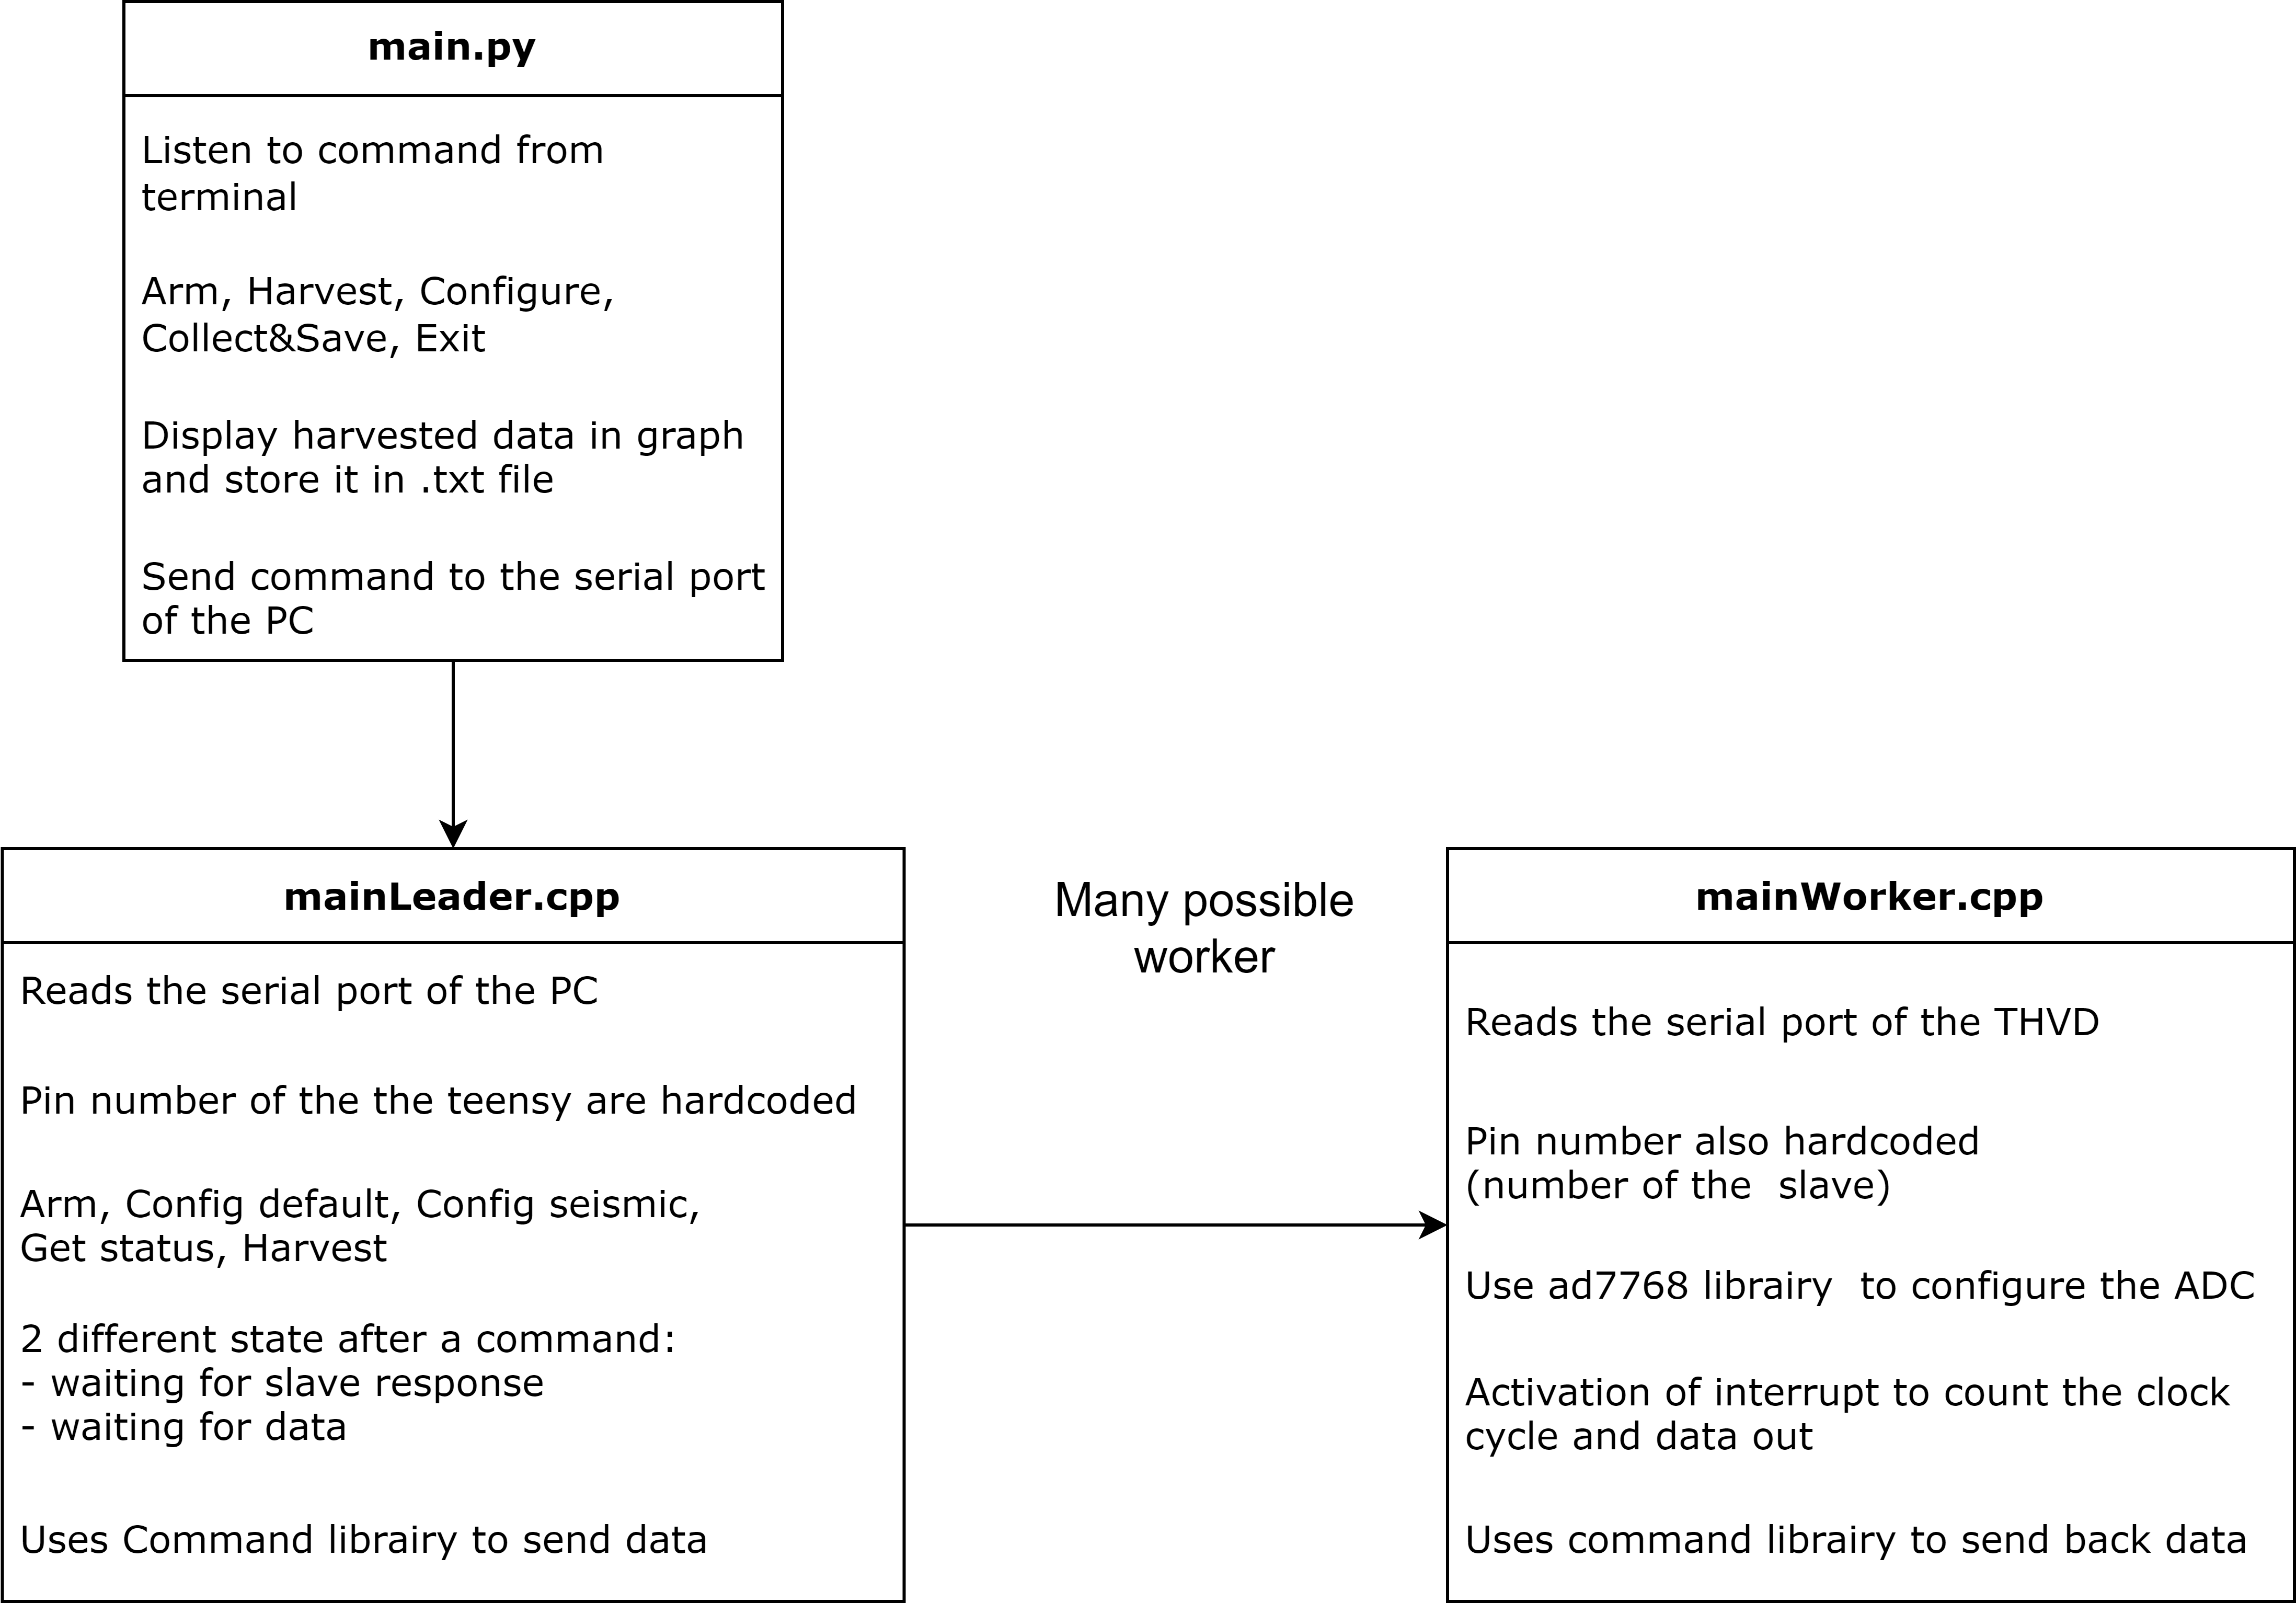 main.py
Listen to command from
terminal
Arm, Harvest, Configure,
Collect&Save, Exit
Display harvested data in graph
and store it in .txt file
Send command to the serial port
of the PC
mainLeader.cpp
Reads the serial port of the PC
Pin number of the the teensy are hardcoded
Arm, Config default, Config seismic,
Get status, Harvest
2 different state after a command:
- waiting for slave response
- waiting for data
Uses Command librairy to send data
Many possible
worker
mainWorker.cpp
Reads the serial port of the THVD
Pin number also hardcoded
(number of the  slave)
Use ad7768 librairy  to configure the ADC
Activation of interrupt to count the clock
cycle and data out
Uses command librairy to send back data